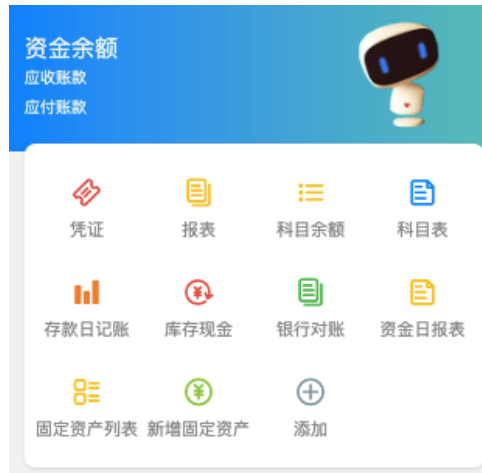 资金余额
应收账款
应付账款
凭证 报表 科目余额 科目表
存款日记账 库存现金 银行对账 资金日报表
固定资产列表 新增固定资产 添加